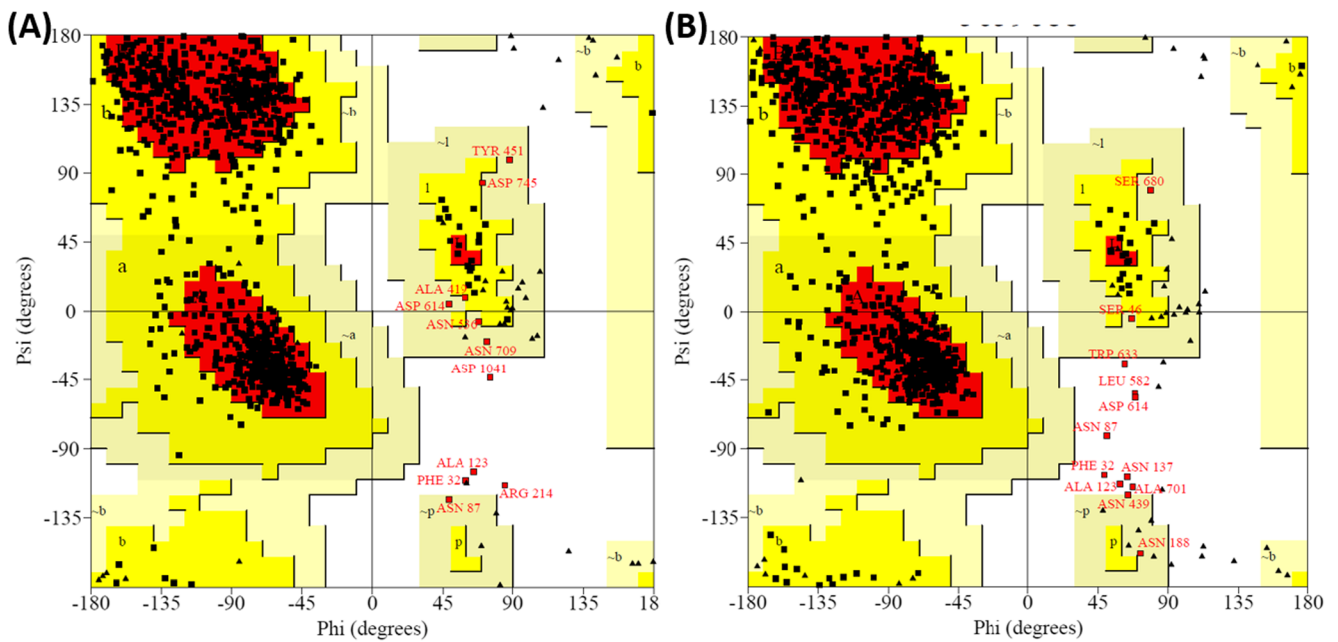 (A)
180
135
90
45
0
-45
-90
-135
Psi (degrees)
-180
-135
-90
-45
0
45
90
135
18
Phi (degrees)
b
~b
~b
b
~l
TYR 451
ASP 745
l
a
ALA 419
ASP 614
~a
ASN 709
ASP 1041
ALA 123
PHE 32
ARG 214
ASN 87
~b
~p
b
p
~b
(B)
180
135
90
45
0
-45
-90
-135
Psi (degrees)
-180
-135
-90
-45
0
45
90
135
180
Phi (degrees)
b
~b
~b
b
~l
SER 680
l
a
A
SER 46
~a
TRP 633
LEU 582
ASP 614
ASN 87
PHE 32
ASN 137
ALA 123
ALA 701
ASN 439
~b
~p
b
p
ASN 188
~b